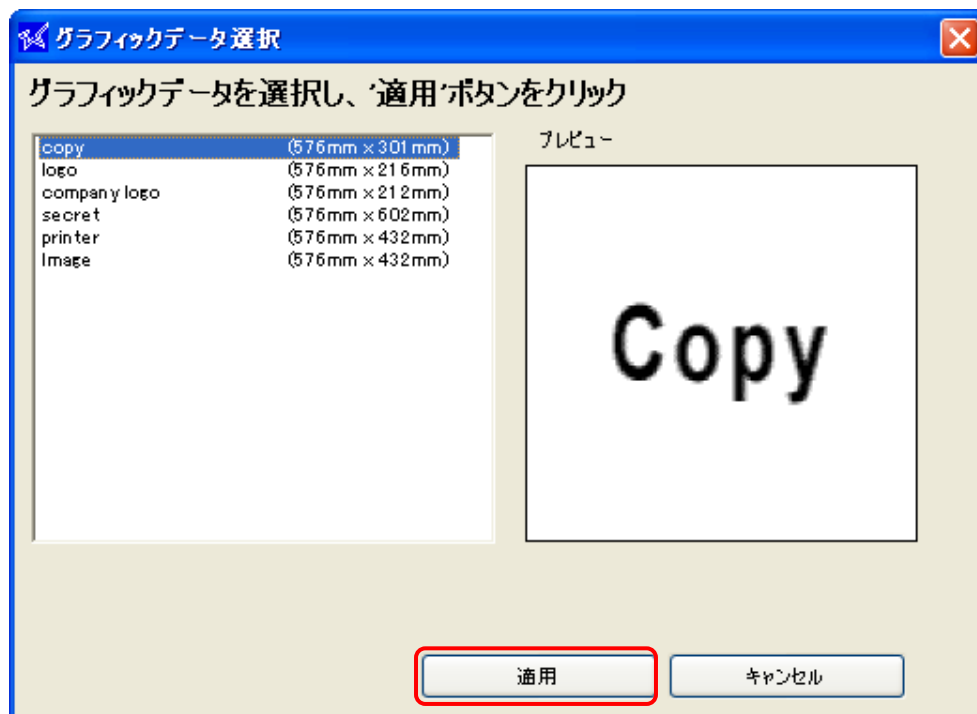 グラフィックデータ選択
グラフィックデータを選択し、'適用'ボタンをクリック
プレビュー
copy (576mm×301mm)
logo (576mm×216mm)
company logo (576mm×212mm)
secret (576mm×602mm)
printer (576mm×432mm)
Image (576mm×432mm)
Copy
適用 キャンセル